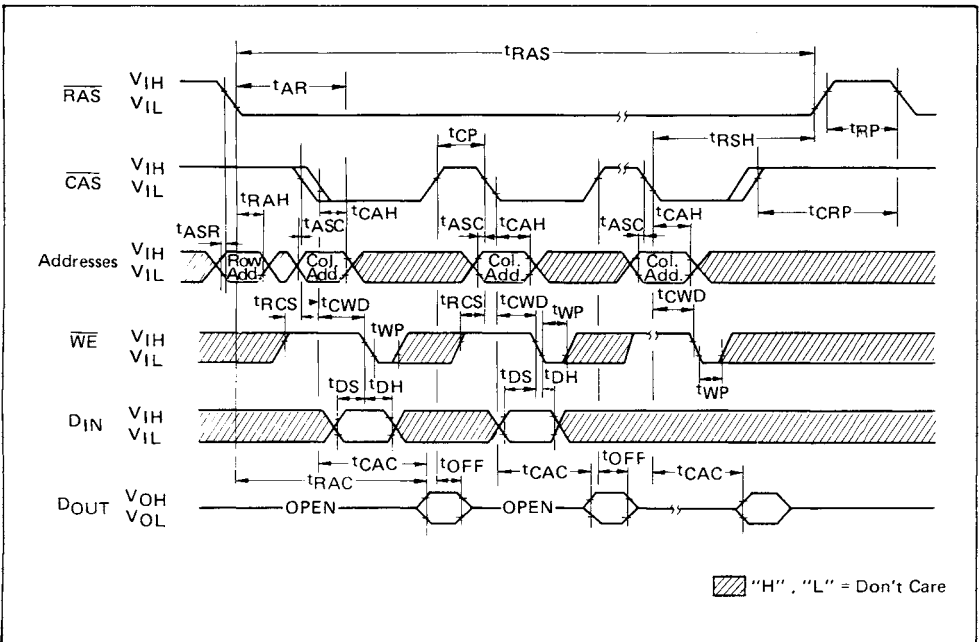 tRAS
RAS VIH VIL
tAR
tCP
tRSH
tRP
CAS VIH VIL
tRAH
tASR
tASC
tCAH
tASC
tCAH
tASC
tCAH
tCRP
Addresses VIH VIL
Row Add.
Col. Add.
Col. Add.
Col. Add.
tRCS
tCWD
tWP
tRCS
tCWD
tWP
tCWD
WE VIH VIL
tDS
tDH
tDS
tDH
tWP
DIN VIH VIL
tCAC
tOFF
tCAC
tOFF
tCAC
tRAC
DOUT VOH VOL
OPEN
OPEN
"H", "L" = Don't Care